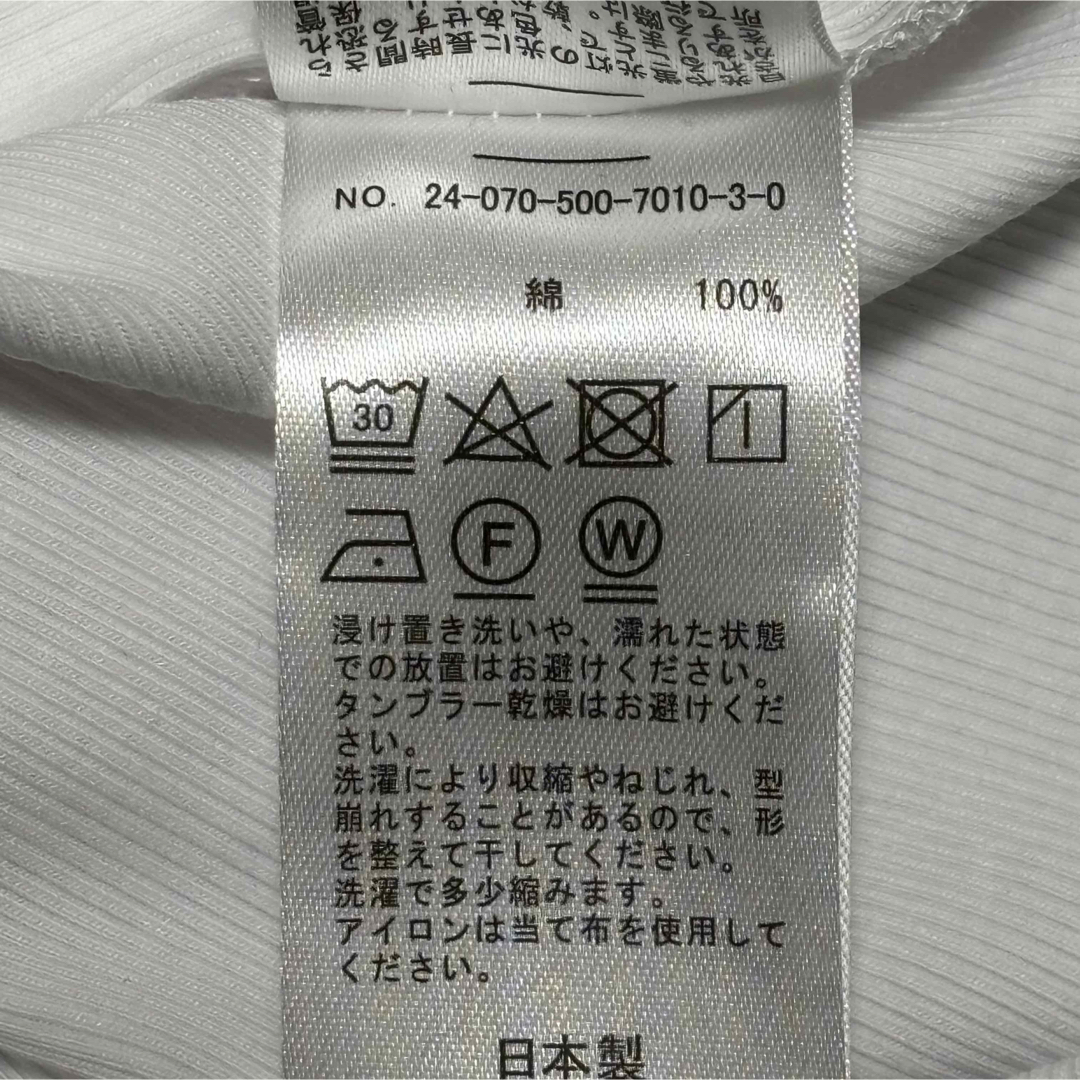 NO. 24-070-500-7010-3-0
綿 100%
30
F W
浸け置き洗いや、濡れた状態
での放置はお避けください。
タンブラー乾燥はお避けくだ
さい。
洗濯により収縮やねじれ、型
崩れすることがあるので、形
を整えて干してください。
洗濯で多少縮みます。
アイロンは当て布を使用して
ください。
日本製